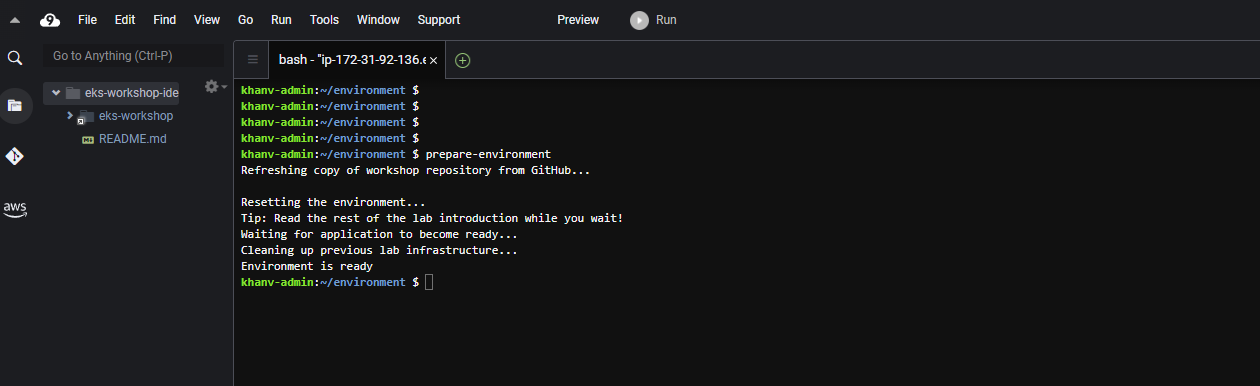 9 File Edit Find View Go Run Tools Window Support Preview Run
Go to Anything (Ctrl-P)
bash - "ip-172-31-92-136.e ×
eks-workshop-ide
eks-workshop
README.md
aws
khanv-admin:~/environment $
khanv-admin:~/environment $
khanv-admin:~/environment $
khanv-admin:~/environment $
khanv-admin:~/environment $ prepare-environment
Refreshing copy of workshop repository from GitHub...
Resetting the environment...
Tip: Read the rest of the lab introduction while you wait!
Waiting for application to become ready...
Cleaning up previous lab infrastructure...
Environment is ready
khanv-admin:~/environment $